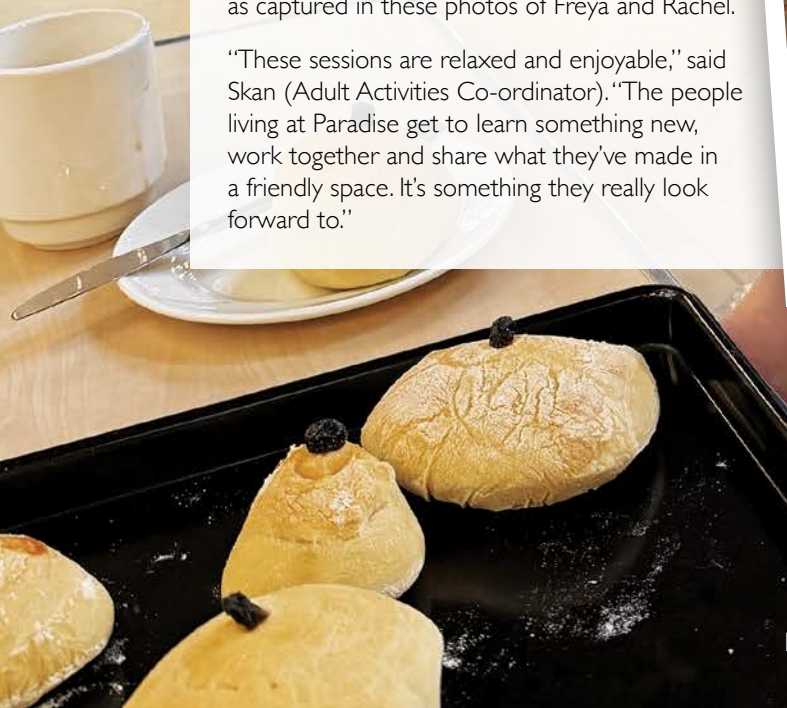 as captured in these photos of Freya and Rachel.
“These sessions are relaxed and enjoyable,” said
Skan (Adult Activities Co-ordinator). “The people
living at Paradise get to learn something new,
work together and share what they’ve made in
a friendly space. It’s something they really look
forward to.”